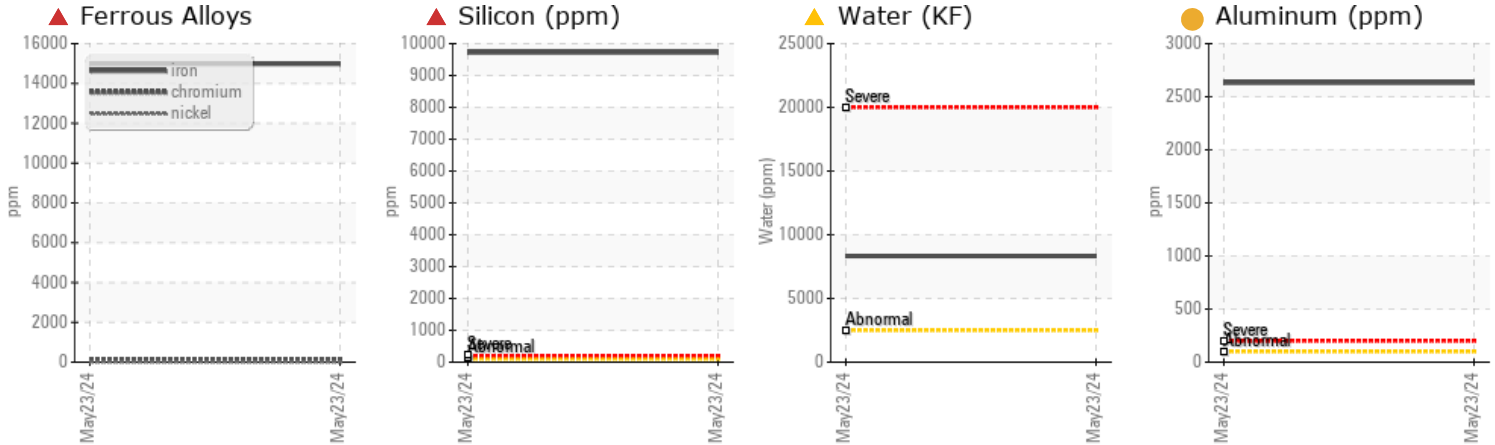 Ferrous Alloys
16000
14000
12000
10000
8000
6000
4000
2000
0
ppm
iron
chromium
nickel
May23/24
May23/24
Silicon (ppm)
10000
9000
8000
7000
6000
5000
4000
3000
2000
1000
0
ppm
Severe
Abnormal
May23/24
May23/24
Water (KF)
25000
20000
15000
10000
5000
0
Water (ppm)
Severe
Abnormal
May23/24
May23/24
Aluminum (ppm)
3000
2500
2000
1500
1000
500
0
ppm
Severe
Abnormal
May23/24
May23/24